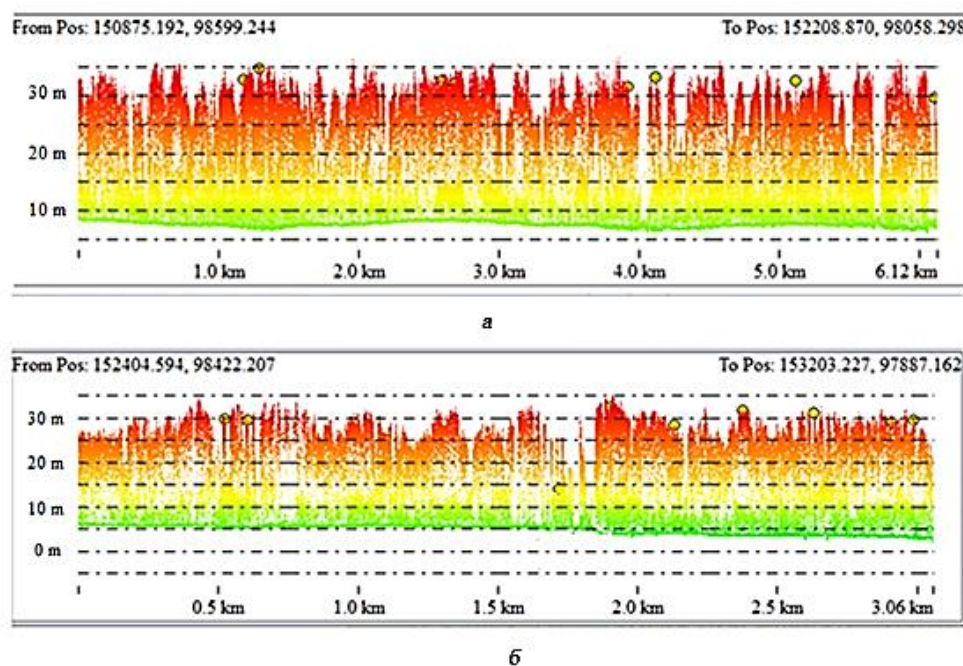 From Pos: 150875.192, 98599.244 To Pos: 152208.870, 98058.298
30 m
20 m
10 m
1.0 km 2.0 km 3.0 km 4.0 km 5.0 km 6.12 km
а
From Pos: 152404.594, 98422.207 To Pos: 153203.227, 97887.162
30 m
20 m
10 m
0 m
0.5 km 1.0 km 1.5 km 2.0 km 2.5 km 3.06 km
б